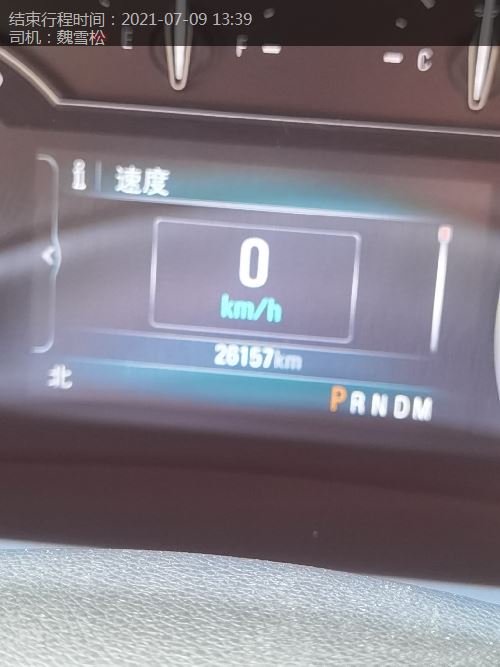 结束行程时间：2021-07-09 13:39
司机：魏雪松
E F C
i 速度
0
km/h
26157km
北
PRNDM